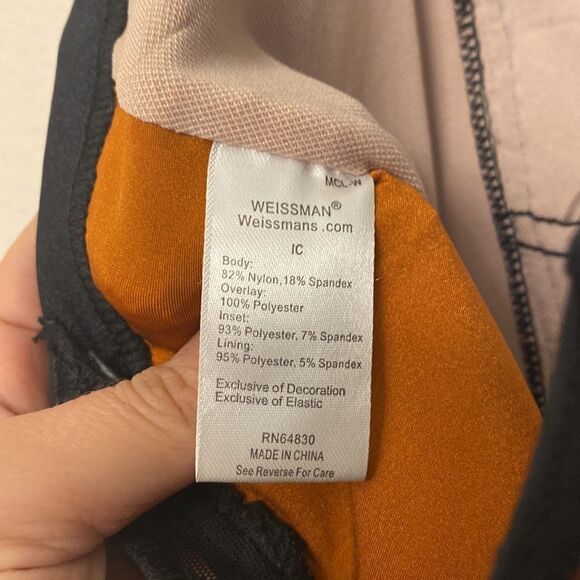 MCL-W
WEISSMAN®
Weissmans.com
IC
Body:
82% Nylon,18% Spandex
Overlay:
100% Polyester
Inset:
93% Polyester, 7% Spandex
Lining:
95% Polyester, 5% Spandex
Exclusive of Decoration
Exclusive of Elastic
RN64830
MADE IN CHINA
See Reverse For Care